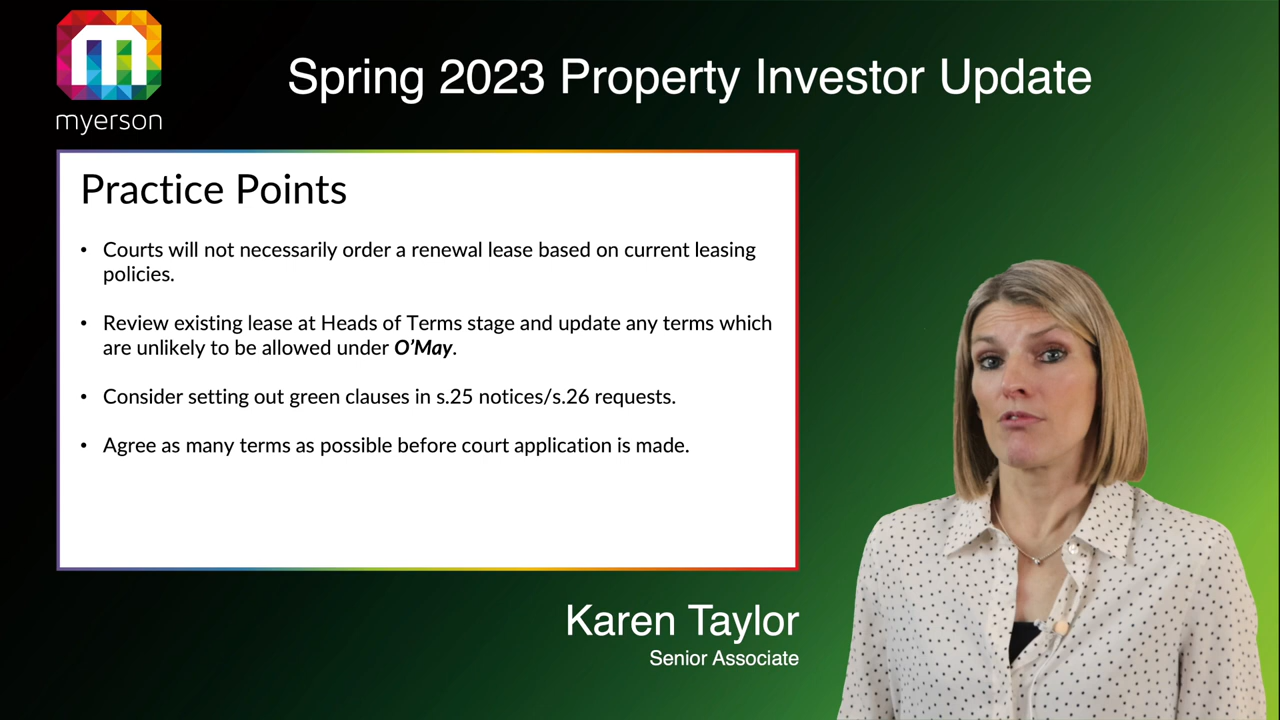 myerson
Spring 2023 Property Investor Update
Practice Points
• Courts will not necessarily order a renewal lease based on current leasing
policies.
• Review existing lease at Heads of Terms stage and update any terms which
are unlikely to be allowed under O’May.
• Consider setting out green clauses in s.25 notices/s.26 requests.
• Agree as many terms as possible before court application is made.
Karen Taylor
Senior Associate